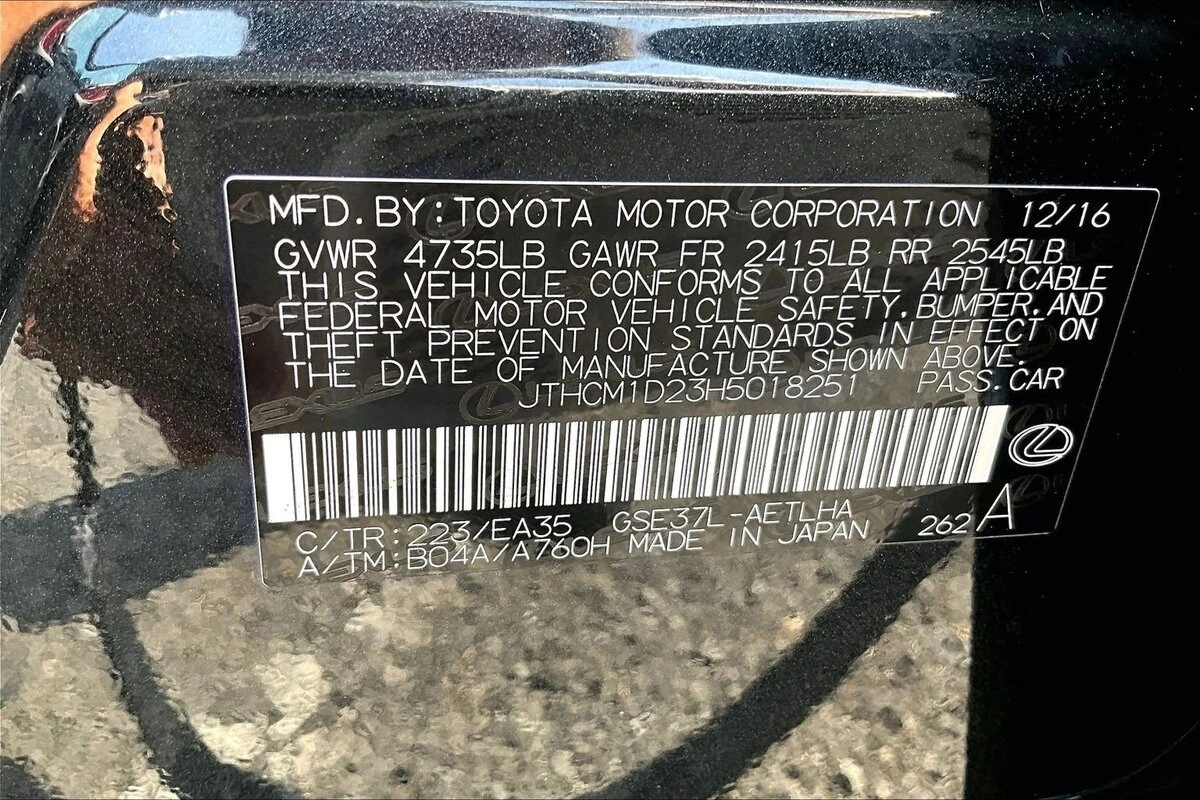 MFD. BY: TOYOTA MOTOR CORPORATION 12/16
GVWR 4735LB GAWR FR 2415LB RR 2545LB
THIS VEHICLE CONFORMS TO ALL APPLICABLE
FEDERAL MOTOR VEHICLE SAFETY, BUMPER, AND
THEFT PREVENTION STANDARDS IN EFFECT ON
THE DATE OF MANUFACTURE SHOWN ABOVE.
JTHCM1D23H5018251 PASS. CAR
C/TR: 223/EA35 GSE37L-AETLHA 262 A
A/TM: B04A/A760H MADE IN JAPAN